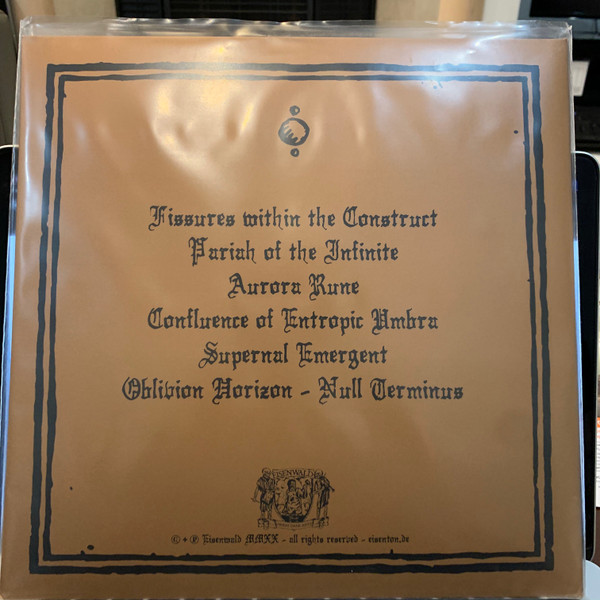 Fissures within the Construct
Pariah of the Infinite
Aurora Rune
Confluence of Entropic Umbra
Supernal Emergent
Oblivion Horizon - Null Terminus
EISENWALD
© + ℗ Eisenwald MMXX - all rights reserved - eisenton.de